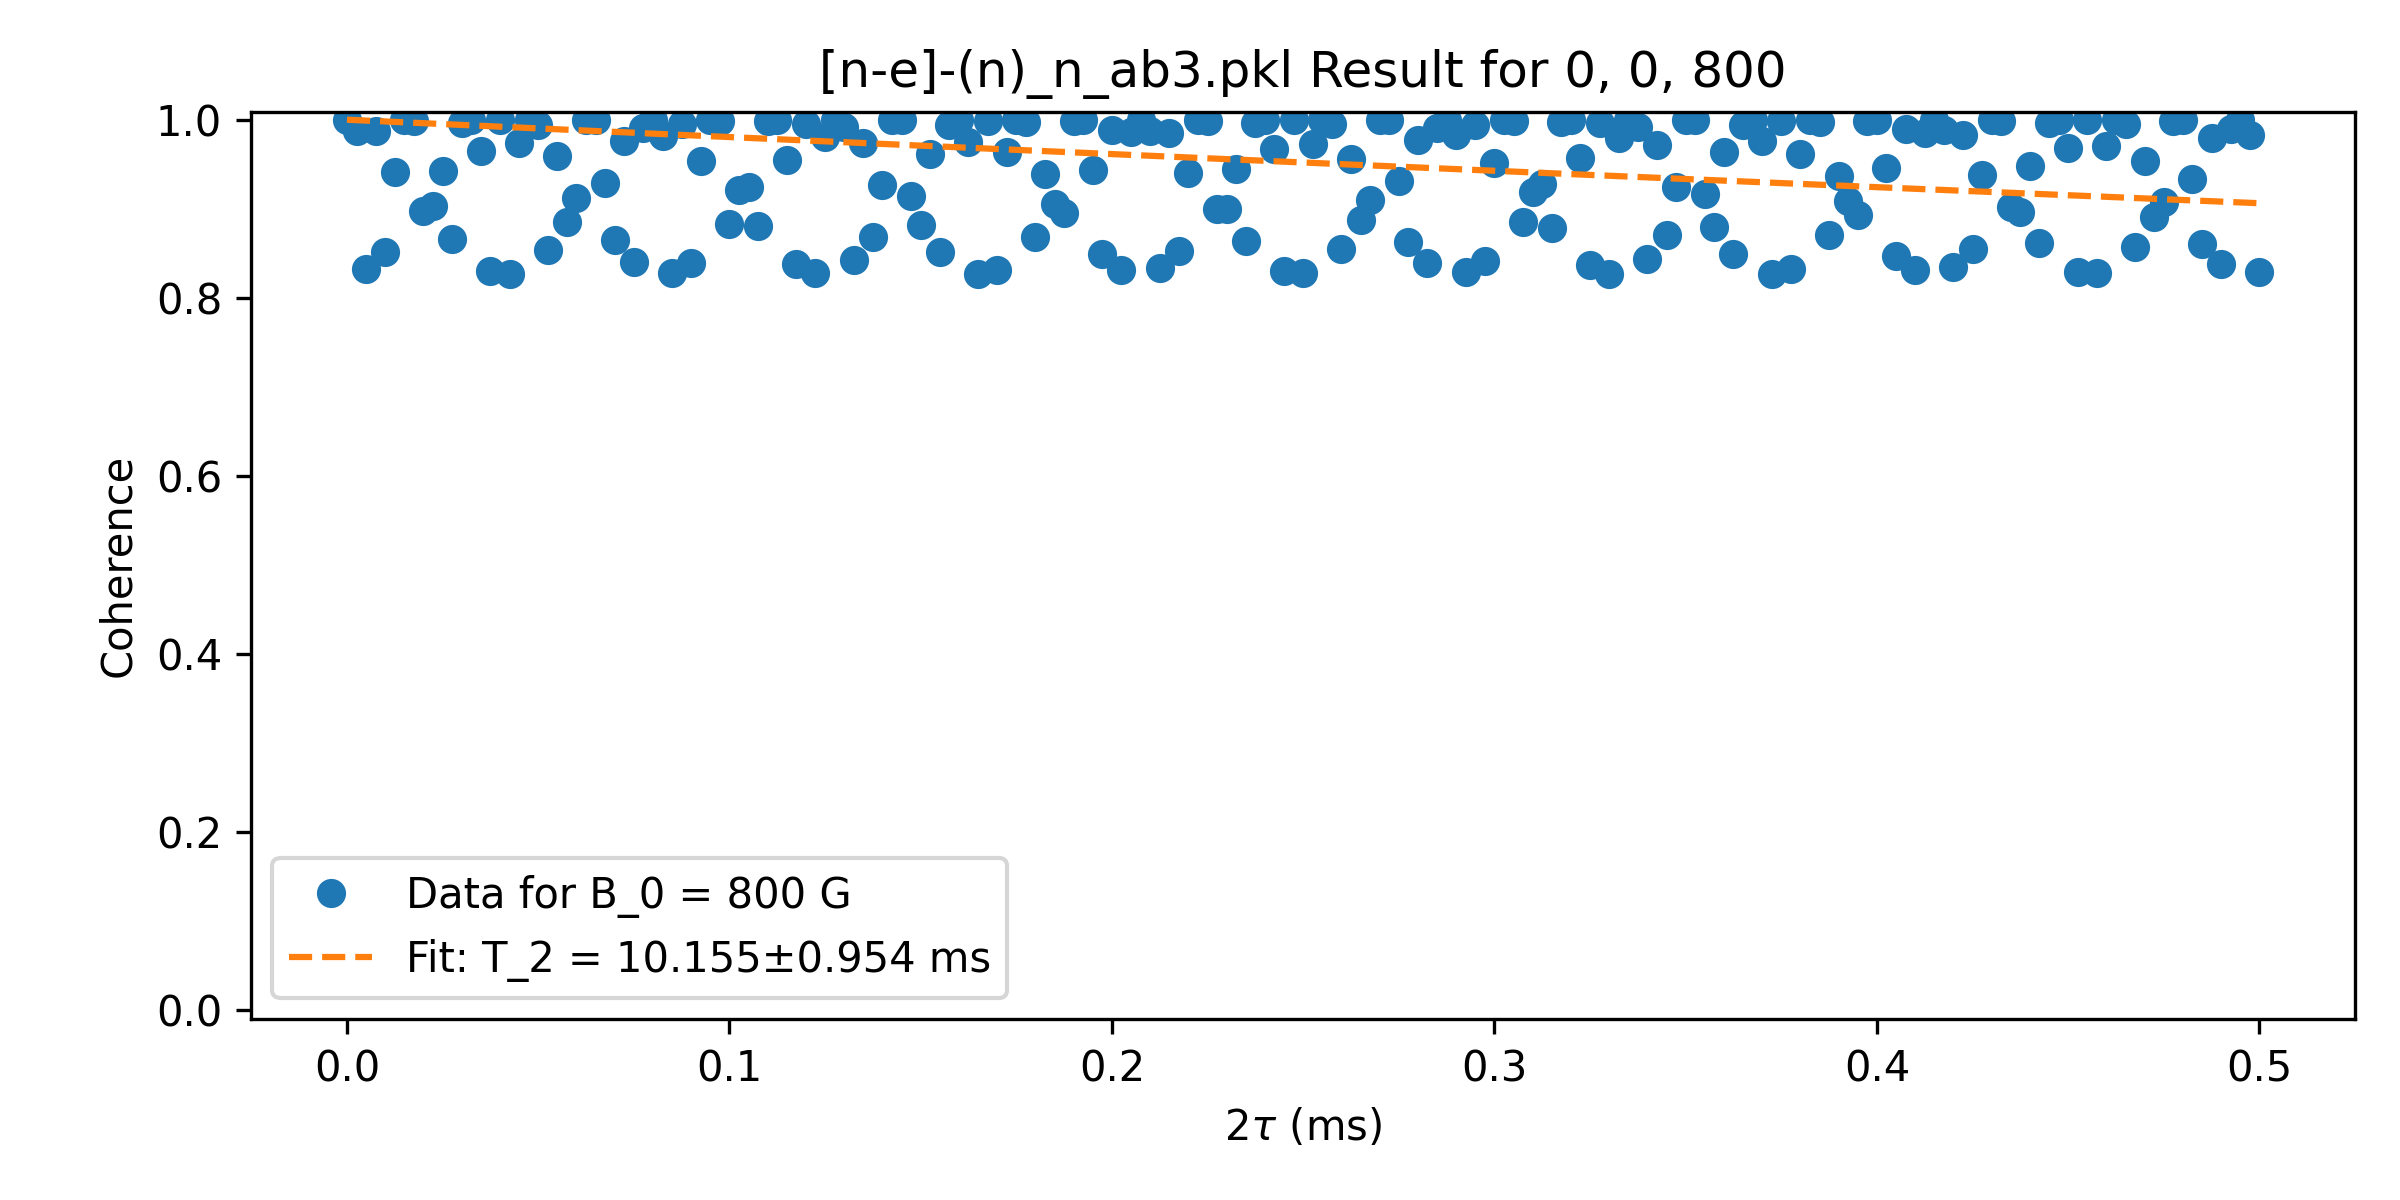 [n-e]-(n)_n_ab3.pkl Result for 0, 0, 800
1.0
0.8
0.6
0.4
0.2
0.0
Coherence
Data for B_0 = 800 G
Fit: T_2 = 10.155±0.954 ms
0.0 0.1 0.2 0.3 0.4 0.5
2τ (ms)